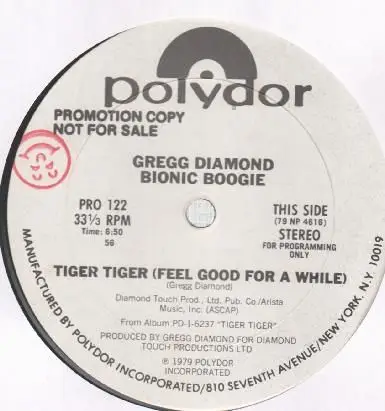 polydor
PROMOTION COPY
NOT FOR SALE
GREGG DIAMOND
BIONIC BOOGIE
PRO 122
33⅓ RPM
Time: 6:50
56
THIS SIDE
(79 NP 4616)
STEREO
FOR PROGRAMMING
ONLY
TIGER TIGER (FEEL GOOD FOR A WHILE)
(Gregg Diamond)
Diamond Touch Prod., Ltd. Pub. Co./Arista
Music, Inc. (ASCAP)
From Album:PD-I-6237 "TIGER TIGER"
PRODUCED BY GREGG DIAMOND FOR DIAMOND
TOUCH PRODUCTIONS LTD
℗ 1979 POLYDOR
INCORPORATED
MANUFACTURED BY POLYDOR INCORPORATED/810 SEVENTH AVENUE/NEW YORK, N.Y. 10019